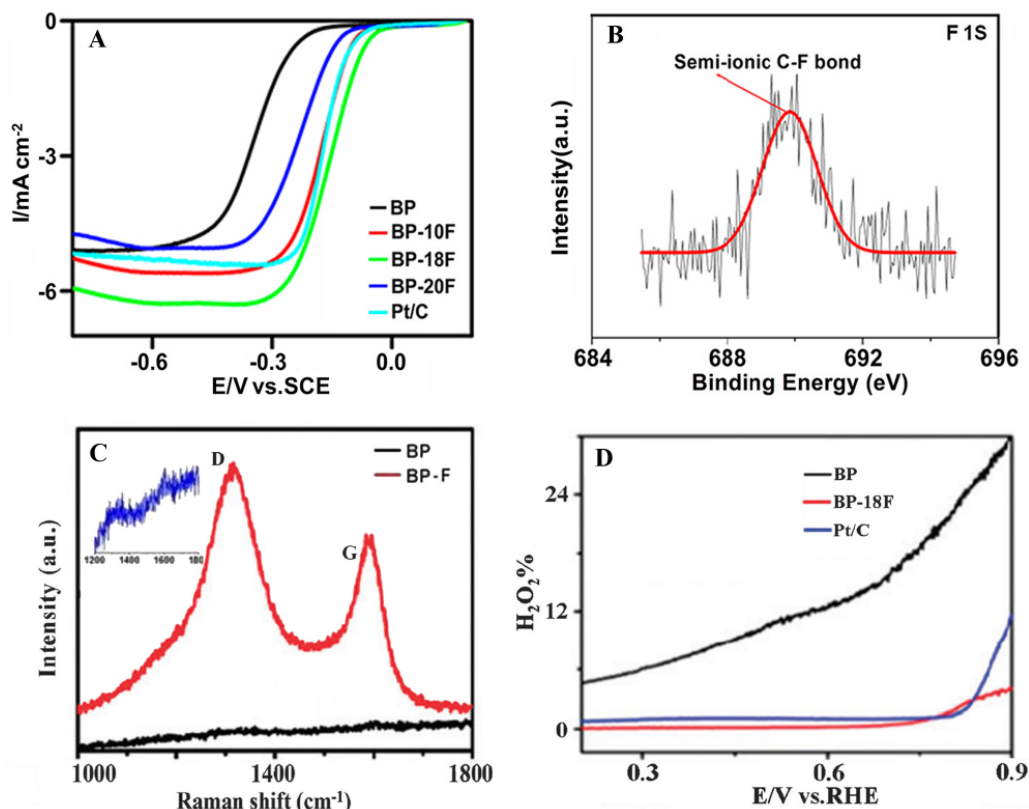 A
0
-3
-6
I/mA cm⁻²
BP
BP-10F
BP-18F
BP-20F
Pt/C
-0.6 -0.3 0.0
E/V vs.SCE
B
F 1S
Semi-ionic C-F bond
Intensity(a.u.)
684 688 692 696
Binding Energy (eV)
C
D
G
BP
BP-F
1200 1400 1600 180
Intensity (a.u.)
1000 1400 1800
Raman shift (cm⁻¹)
D
BP
BP-18F
Pt/C
24
12
0
H₂O₂%
0.3 0.6 0.9
E/V vs.RHE